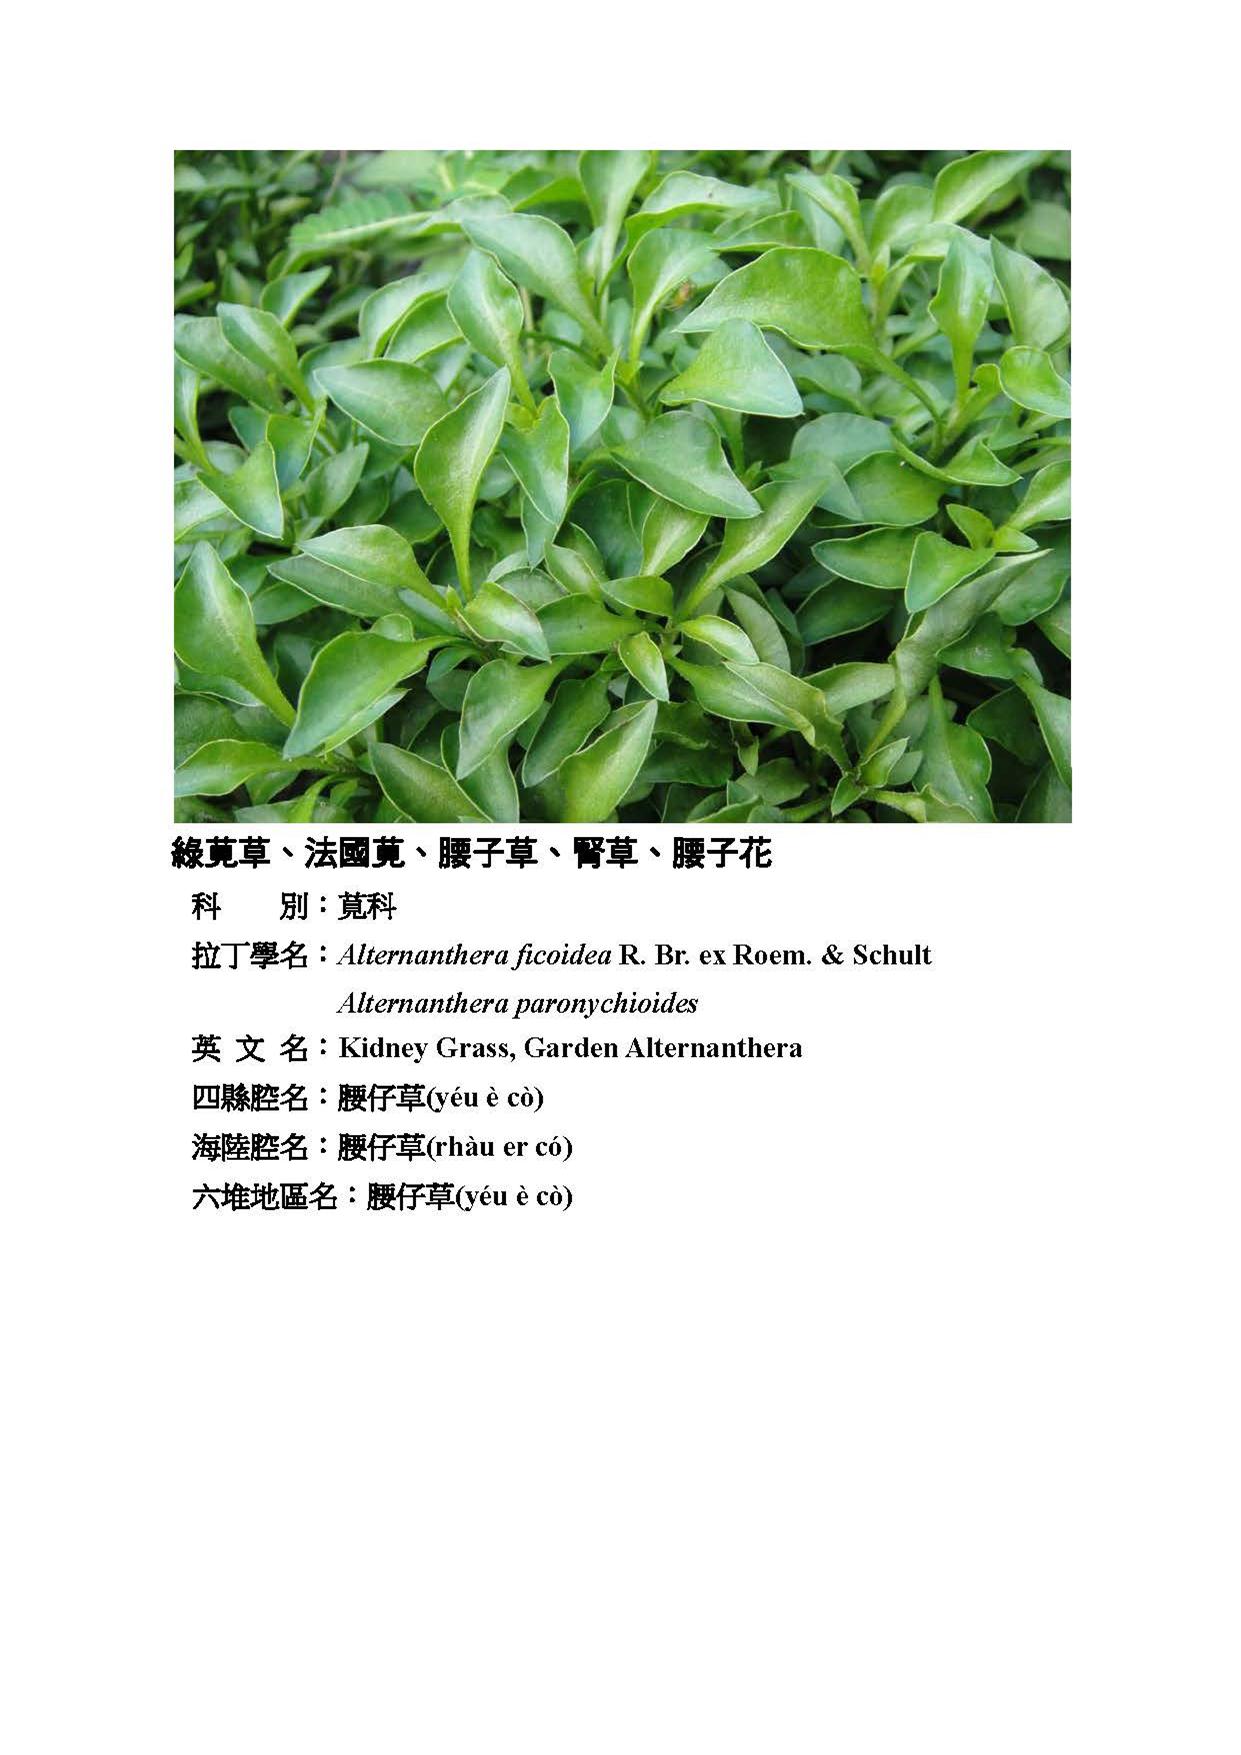 綠莧草、法國莧、腰子草、腎草、腰子花
科　　別：莧科
拉丁學名：Alternanthera ficoidea R. Br. ex Roem. & Schult
Alternanthera paronychioides
英 文 名：Kidney Grass, Garden Alternanthera
四縣腔名：腰仔草(yéu è cò)
海陸腔名：腰仔草(rhàu er có)
六堆地區名：腰仔草(yéu è cò)